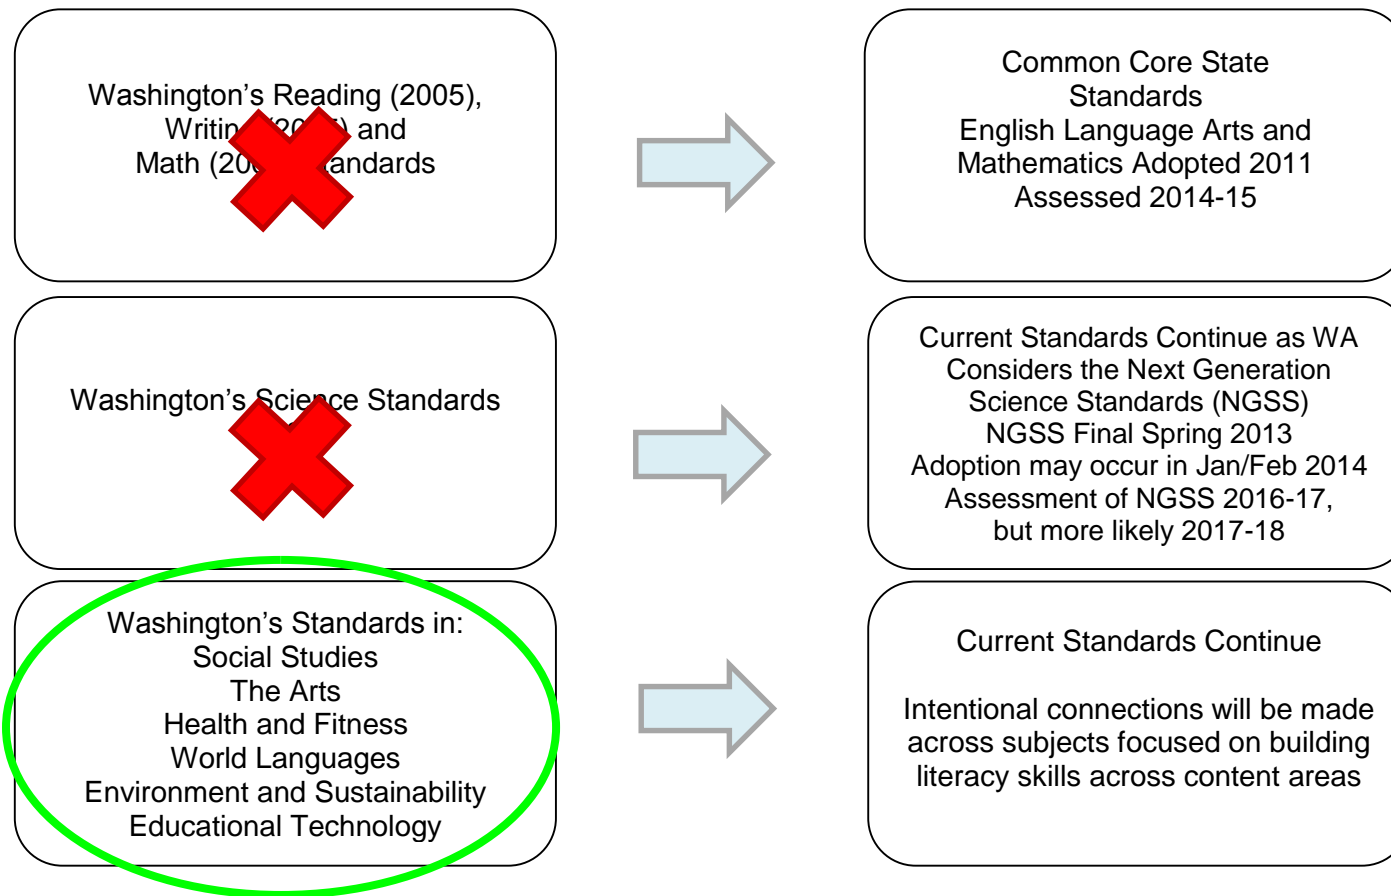 Washington's Reading (2005),
and
Math standards
Common Core State
Standards
English Language Arts and
Mathematics Adopted 2011
Assessed 2014-15
Washington's Science Standards
Current Standards Continue as WA
Considers the Next Generation
Science Standards (NGSS)
NGSS Final Spring 2013
Adoption may occur in Jan/Feb 2014
Assessment of NGSS 2016-17,
but more likely 2017-18
Washington's Standards in:
Social Studies
The Arts
Health and Fitness
World Languages
Environment and Sustainability
Educational Technology
Current Standards Continue
Intentional connections will be made
across subjects focused on building
literacy skills across content areas